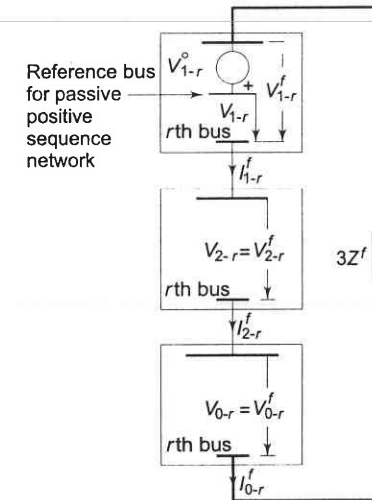 V°₁₋ᵣ
Reference bus
for passive
positive
sequence
network
+
Vᶠ₁₋ᵣ
V₁₋ᵣ
rth bus
Iᶠ₁₋ᵣ
V₂₋ᵣ = Vᶠ₂₋ᵣ
3Zᶠ
rth bus
Iᶠ₂₋ᵣ
V₀₋ᵣ = Vᶠ₀₋ᵣ
rth bus
Iᶠ₀₋ᵣ